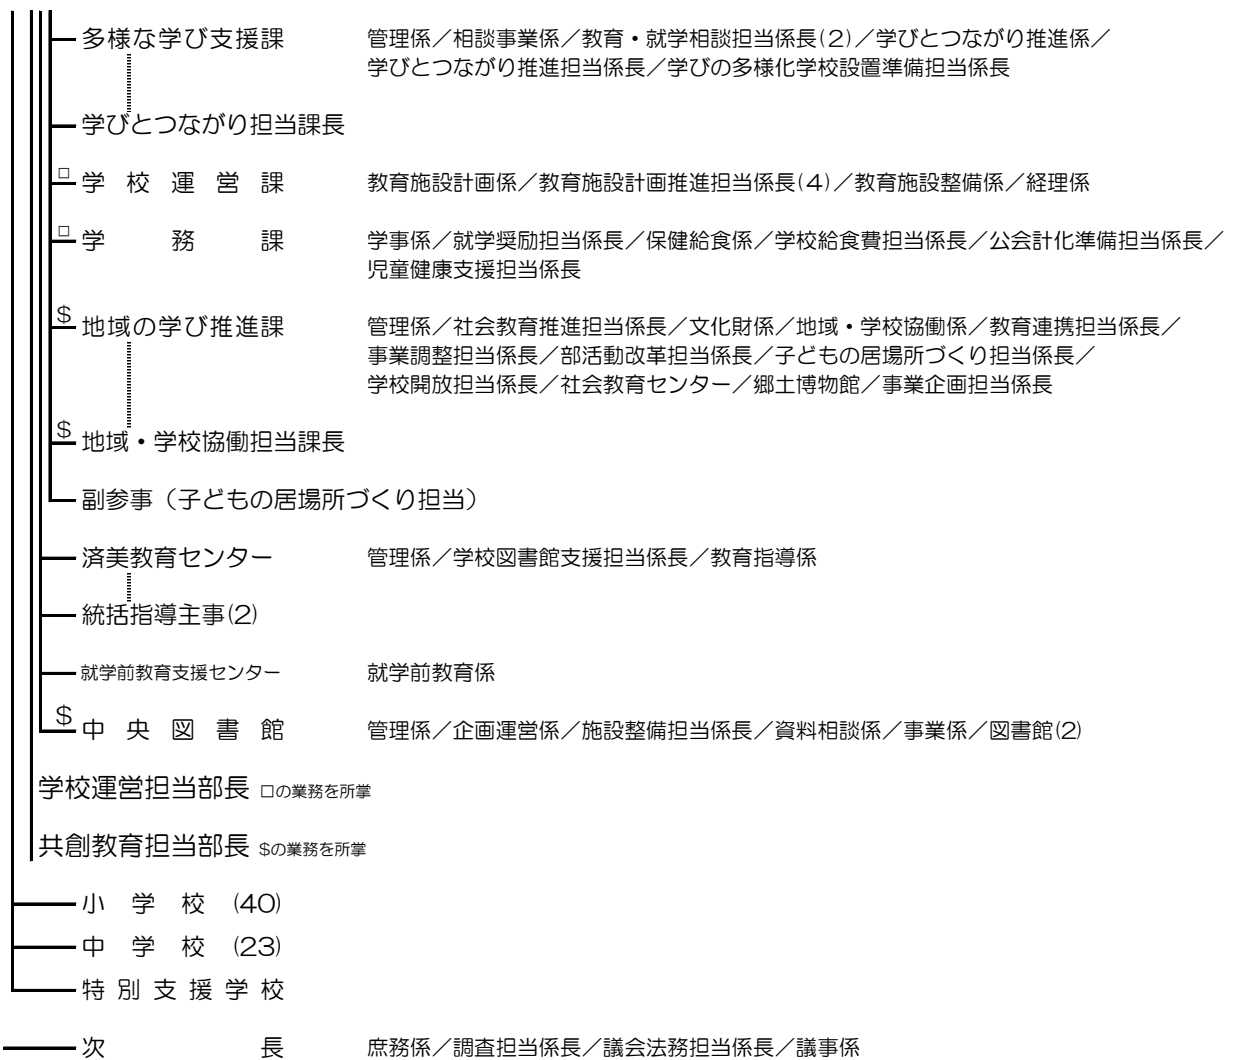 多様な学び支援課 管理係／相談事業係／教育・就学相談担当係長(2)／学びとつながり推進係／
学びとつながり推進担当係長／学びの多様化学校設置準備担当係長
学びとつながり担当課長
□ 学校運営課 教育施設計画係／教育施設計画推進担当係長(4)／教育施設整備係／経理係
□ 学務課 学事係／就学奨励担当係長／保健給食係／学校給食費担当係長／公会計化準備担当係長／
児童健康支援担当係長
$ 地域の学び推進課 管理係／社会教育推進担当係長／文化財係／地域・学校協働係／教育連携担当係長／
事業調整担当係長／部活動改革担当係長／子どもの居場所づくり担当係長／
学校開放担当係長／社会教育センター／郷土博物館／事業企画担当係長
$ 地域・学校協働担当課長
副参事（子どもの居場所づくり担当）
済美教育センター 管理係／学校図書館支援担当係長／教育指導係
統括指導主事(2)
就学前教育支援センター 就学前教育係
$ 中央図書館 管理係／企画運営係／施設整備担当係長／資料相談係／事業係／図書館(2)
学校運営担当部長 □の業務を所掌
共創教育担当部長 $の業務を所掌
小学校 (40)
中学校 (23)
特別支援学校
次長 庶務係／調査担当係長／議会法務担当係長／議事係